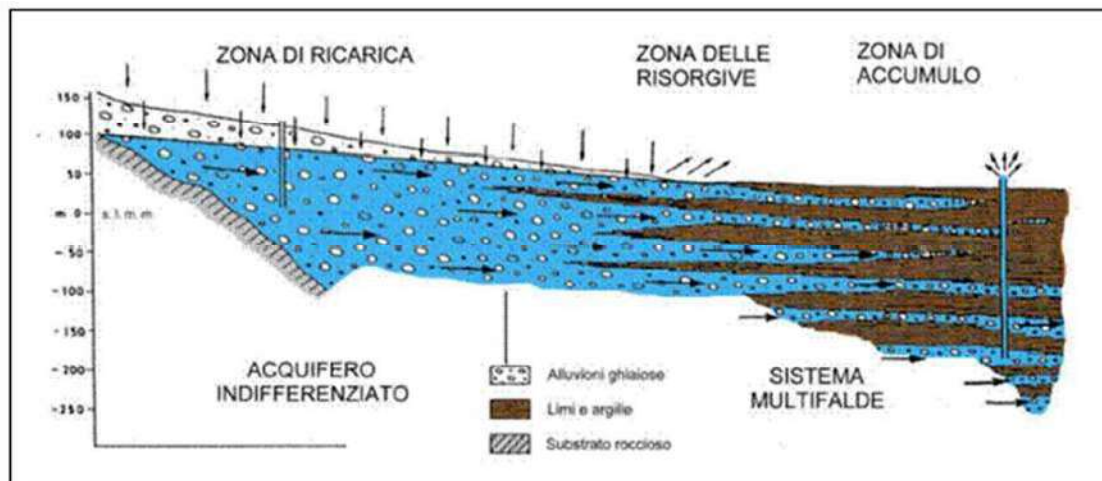 ZONA DI RICARICA
ZONA DELLE
RISORGIVE
ZONA DI
ACCUMULO
150
100
50
m 0
s. l. m. m.
-50
-100
-150
-200
-250
ACQUIFERO
INDIFFERENZIATO
Alluvioni ghiaiose
Limi e argille
Substrato roccioso
SISTEMA
MULTIFALDE